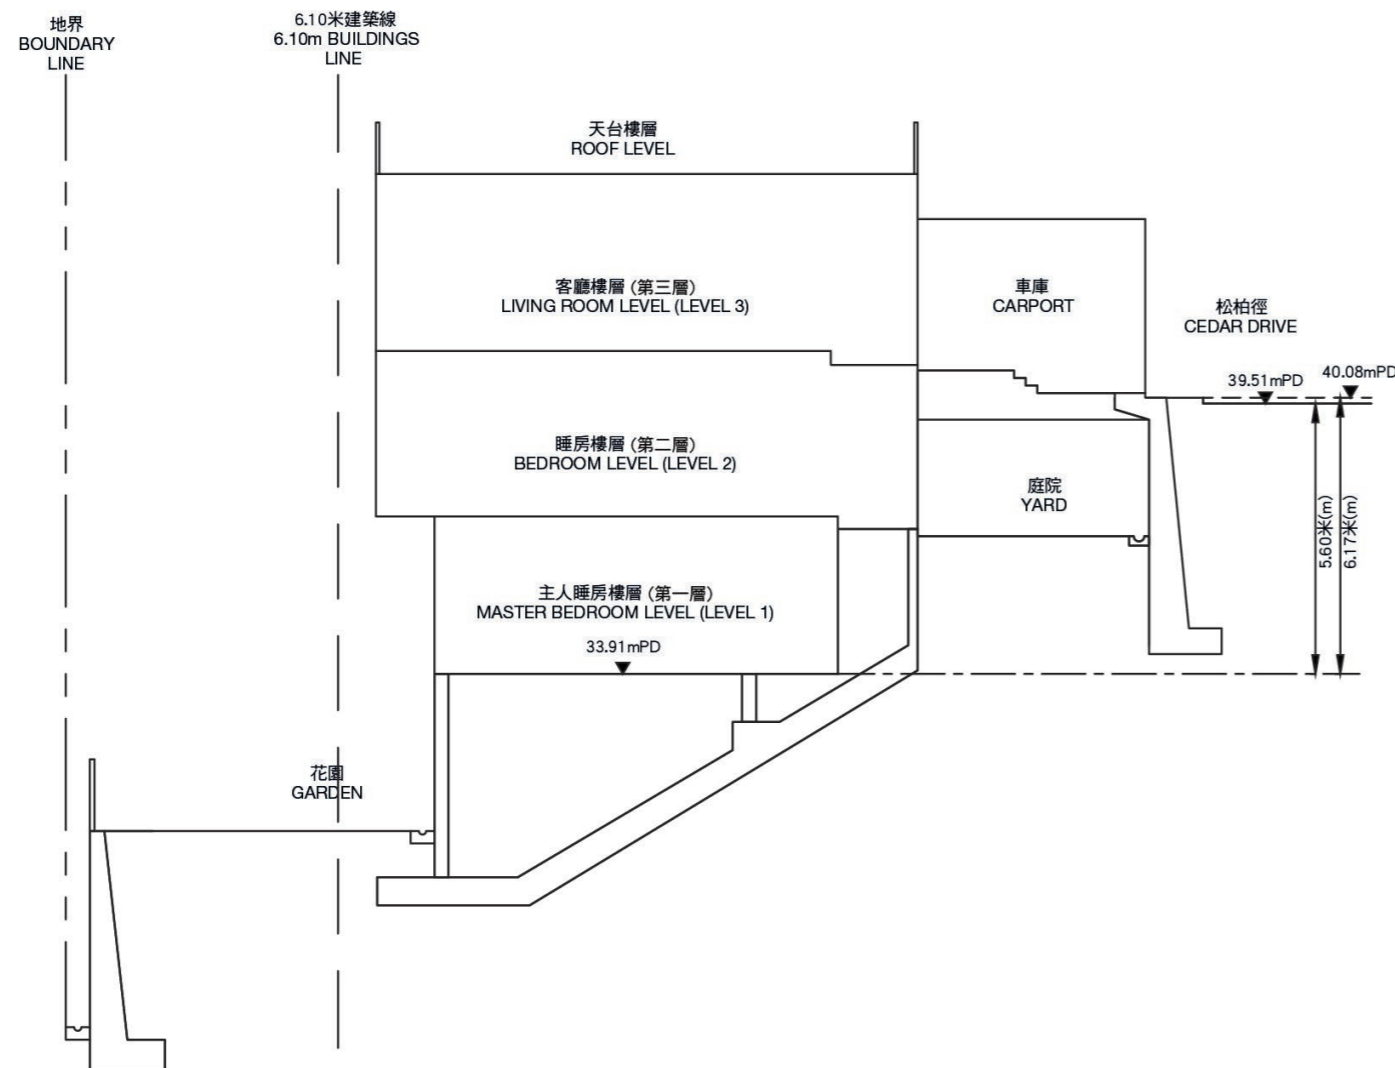 地界
BOUNDARY
LINE
6.10米建築線
6.10m BUILDINGS
LINE
天台樓層
ROOF LEVEL
客廳樓層 (第三層)
LIVING ROOM LEVEL (LEVEL 3)
車庫
CARPORT
松柏徑
CEDAR DRIVE
39.51mPD
40.08mPD
睡房樓層 (第二層)
BEDROOM LEVEL (LEVEL 2)
庭院
YARD
5.60米(m)
6.17米(m)
主人睡房樓層 (第一層)
MASTER BEDROOM LEVEL (LEVEL 1)
33.91mPD
花園
GARDEN